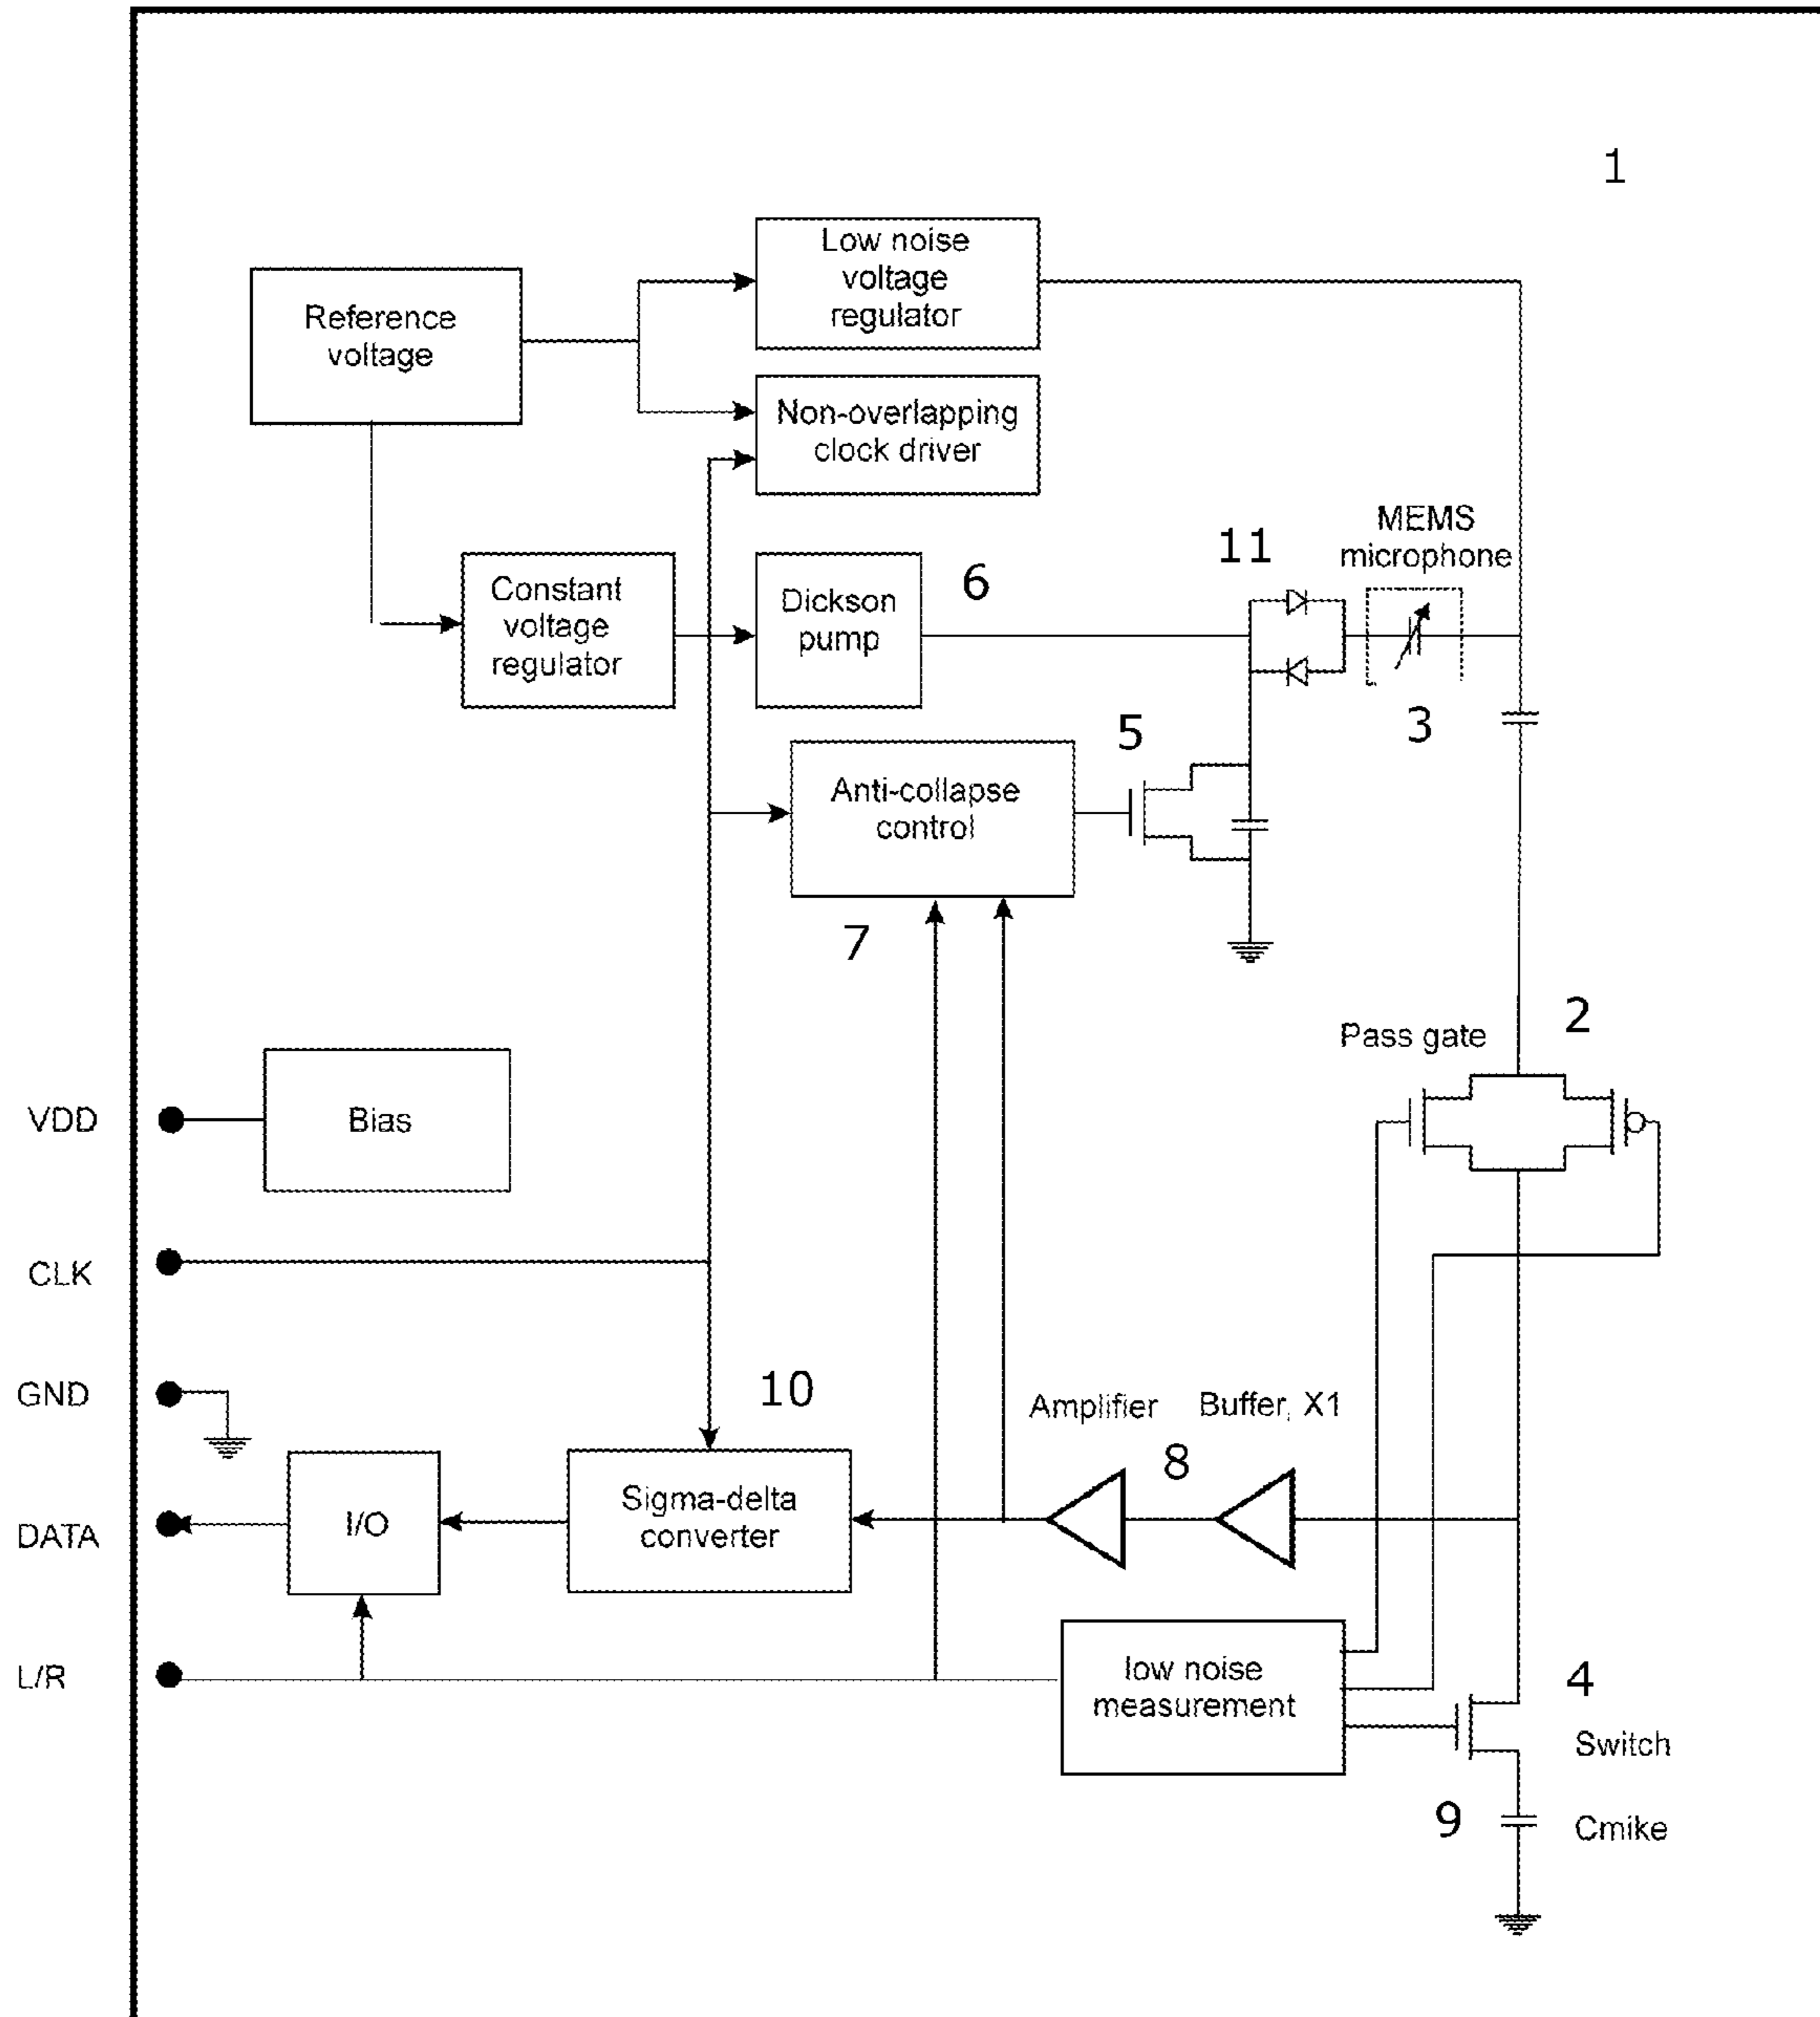 1
Low noise
voltage
regulator
Reference
voltage
Non-overlapping
clock driver
MEMS
microphone
11
6
Constant
voltage
regulator
Dickson
pump
3
5
Anti-collapse
control
7
2
Pass gate
VDD
Bias
CLK
GND
10
Amplifier
Buffer, X1
8
DATA
I/O
Sigma-delta
converter
L/R
low noise
measurement
4
Switch
9
Cmike